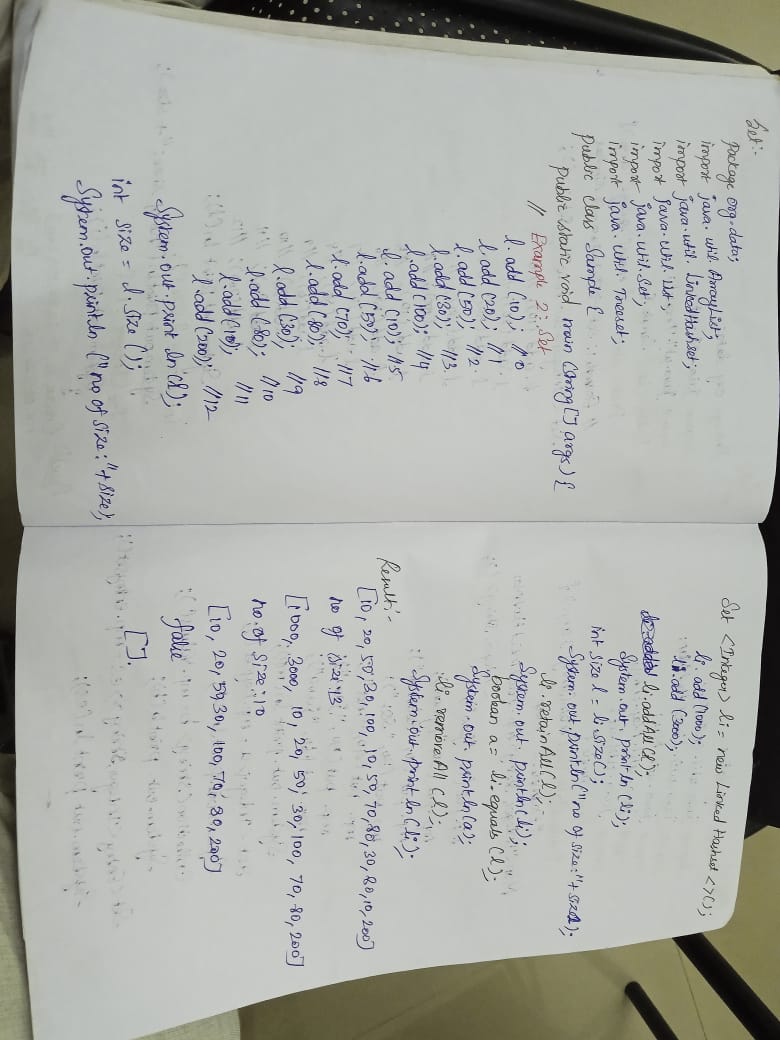 Set:-
Package org.data;
import java.util.ArrayList;
import java.util.LinkedHashset;
import java.util.List;
import java.util.Set;
import java.util.Treeset;
Public class Sample {
Public static void main (String [] args) {
// Example 2: Set
l.add (10); //0
l.add (20); //1
l.add (50); //2
l.add (30); //3
l.add (100); //4
l.add (10); //5
l.add (50); //6
l.add (70); //7
l.add (80); //8
l.add (30); //9
l.add (80); //10
l.add (10); //11
l.add (200); //12
System.out.print ln (l);
int size = l.size ();
System.out.println ("no of size:"+size);
Set <Integer> li = new Linked Hashset <>();
li.add (1000);
li.add (3000);
li.addAll (l);
System.out.print ln (li);
int size1 = li.size();
System.out.println("no of size:"+size1);
li.retainAll(l);
System.out.println(li);
boolean a = li.equals (l);
System.out.println(a);
li.removeAll (l);
System.out.print ln (li);
Result:-
[10, 20, 50, 30, 100, 10, 50, 70, 80, 30, 80, 10, 200]
no of size:13
[1000, 3000, 10, 20, 50, 30, 100, 70, 80, 200]
no.of size:10
[10, 20, 50, 30, 100, 70, 80, 200]
false
[].